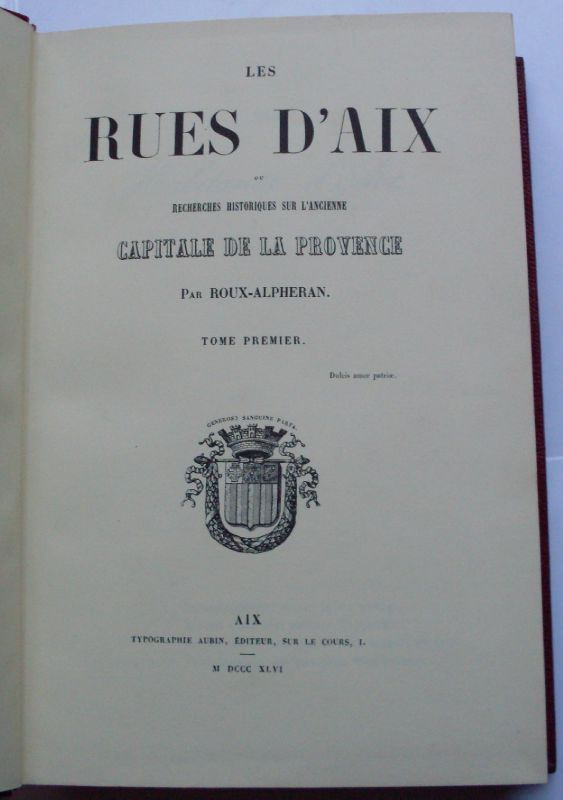 LES
RUES D'AIX
OU
RECHERCHES HISTORIQUES SUR L'ANCIENNE
CAPITALE DE LA PROVENCE
PAR ROUX-ALPHERAN.
TOME PREMIER.
Dulcis amor patriæ.
GENEROSO SANGUINE PARTA.
AIX
TYPOGRAPHIE AUBIN, ÉDITEUR, SUR LE COURS, 1.
M DCCC XLVI